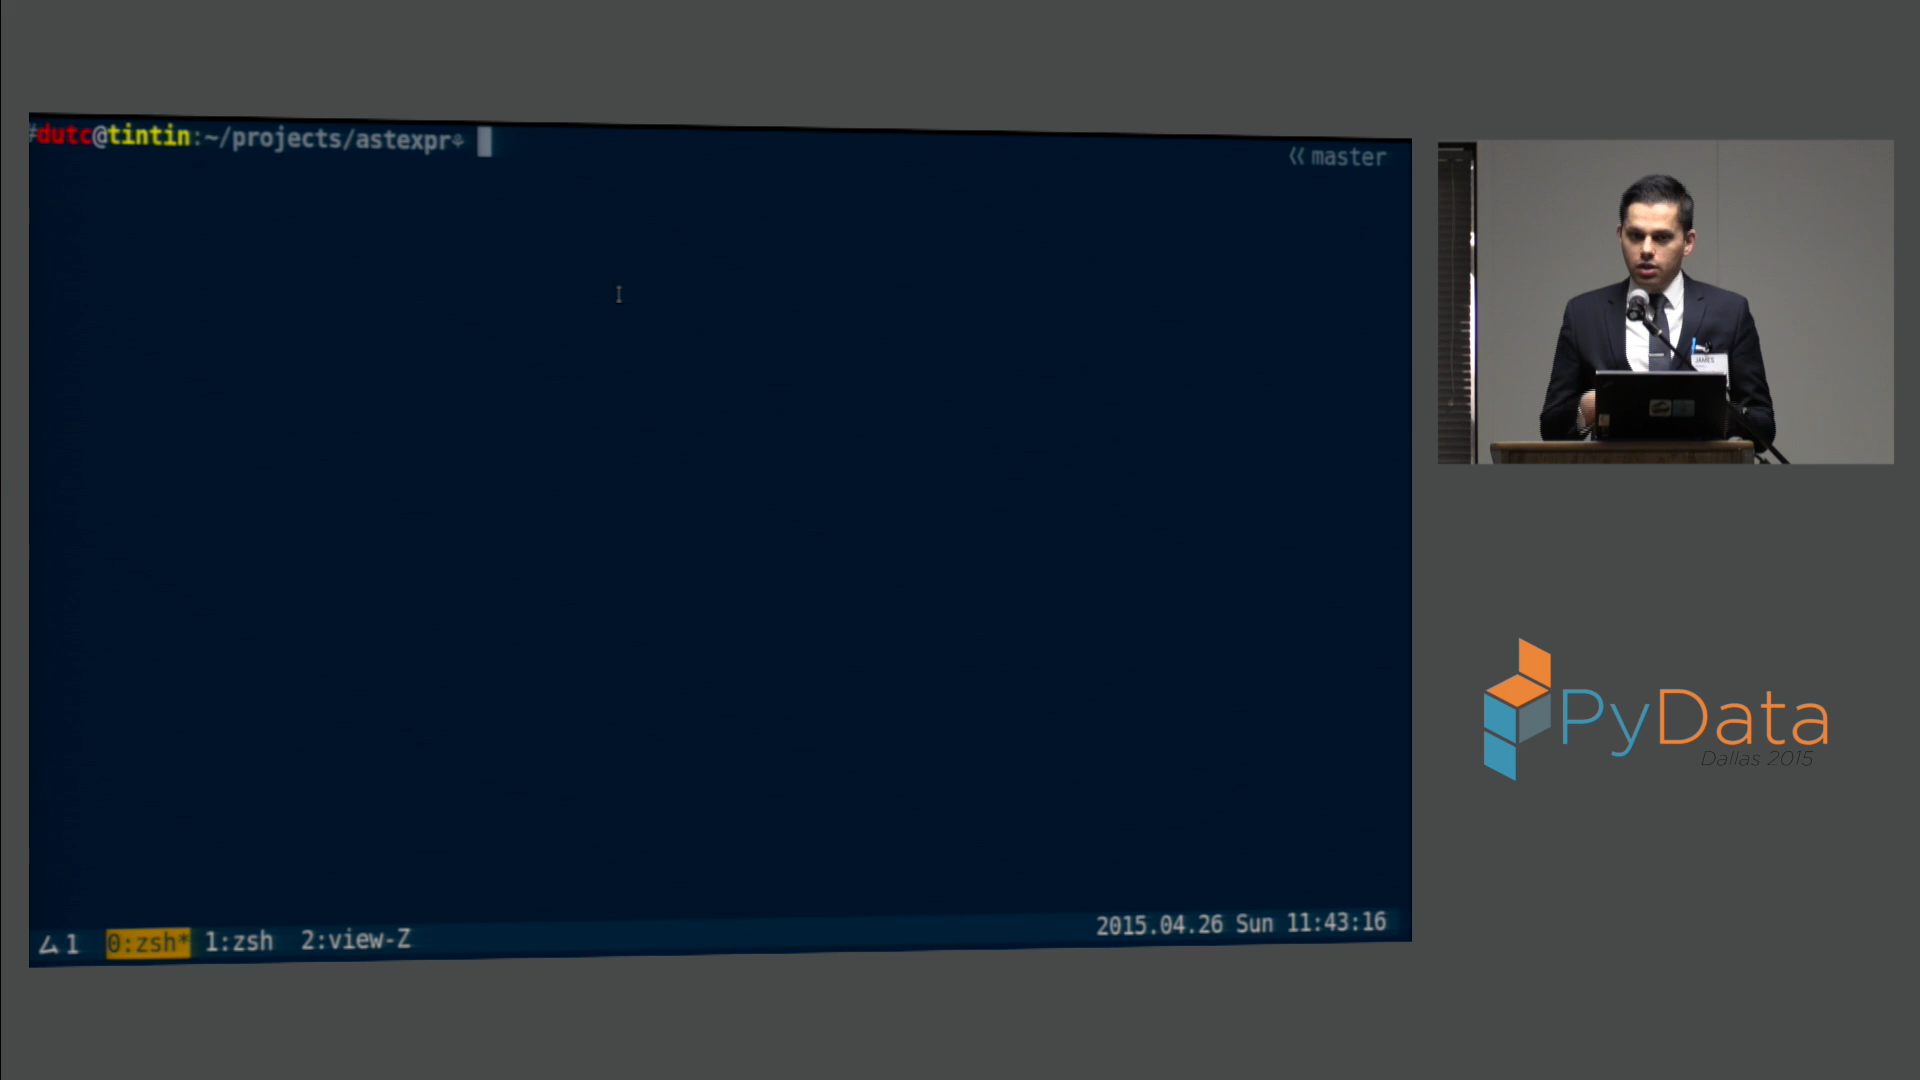 #dutc@tintin:~/projects/astexpr
«master
JAMES
PyData
Dallas 2015
1 0:zsh* 1:zsh 2:view-Z
2015.04.26 Sun 11:43:16